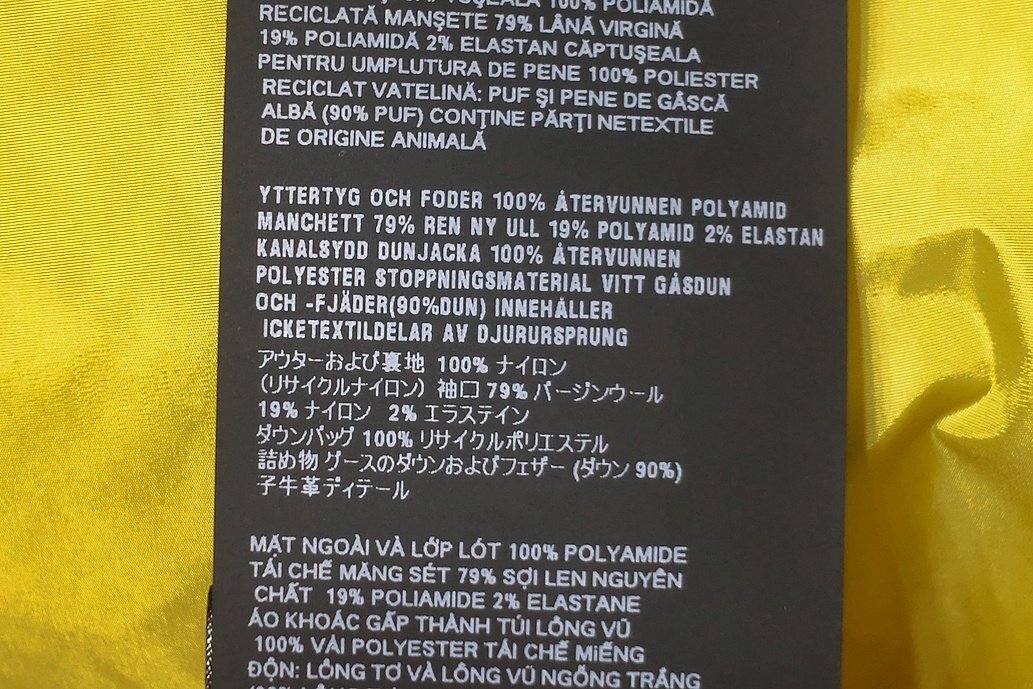 CĂPTUȘEALĂ 100% POLIAMIDĂ
RECICLATĂ MANȘETE 79% LÂNĂ VIRGINĂ
19% POLIAMIDĂ 2% ELASTAN CĂPTUȘEALA
PENTRU UMPLUTURA DE PENE 100% POLIESTER
RECICLAT VATELINĂ: PUF ȘI PENE DE GÂSCĂ
ALBĂ (90% PUF) CONȚINE PĂRȚI NETEXTILE
DE ORIGINE ANIMALĂ
YTTERTYG OCH FODER 100% ÅTERVUNNEN POLYAMID
MANCHETT 79% REN NY ULL 19% POLYAMID 2% ELASTAN
KANALSYDD DUNJACKA 100% ÅTERVUNNEN
POLYESTER STOPPNINGSMATERIAL VITT GÅSDUN
OCH -FJÄDER(90%DUN) INNEHÅLLER
ICKETEXTILDELAR AV DJURURSPRUNG
アウターおよび裏地 100% ナイロン
(リサイクルナイロン) 袖口 79% バージンウール
19% ナイロン 2% エラステイン
ダウンバッグ 100% リサイクルポリエステル
詰め物 グースのダウンおよびフェザー (ダウン 90%)
子牛革ディテール
MẶT NGOÀI VÀ LỚP LÓT 100% POLYAMIDE
TÁI CHẾ MĂNG SÉT 79% SỢI LEN NGUYÊN
CHẤT 19% POLIAMIDE 2% ELASTANE
ÁO KHOÁC GẤP THÀNH TÚI LÔNG VŨ
100% VẢI POLYESTER TÁI CHẾ MIẾNG
ĐỘN: LÔNG TƠ VÀ LÔNG VŨ NGỖNG TRẮNG